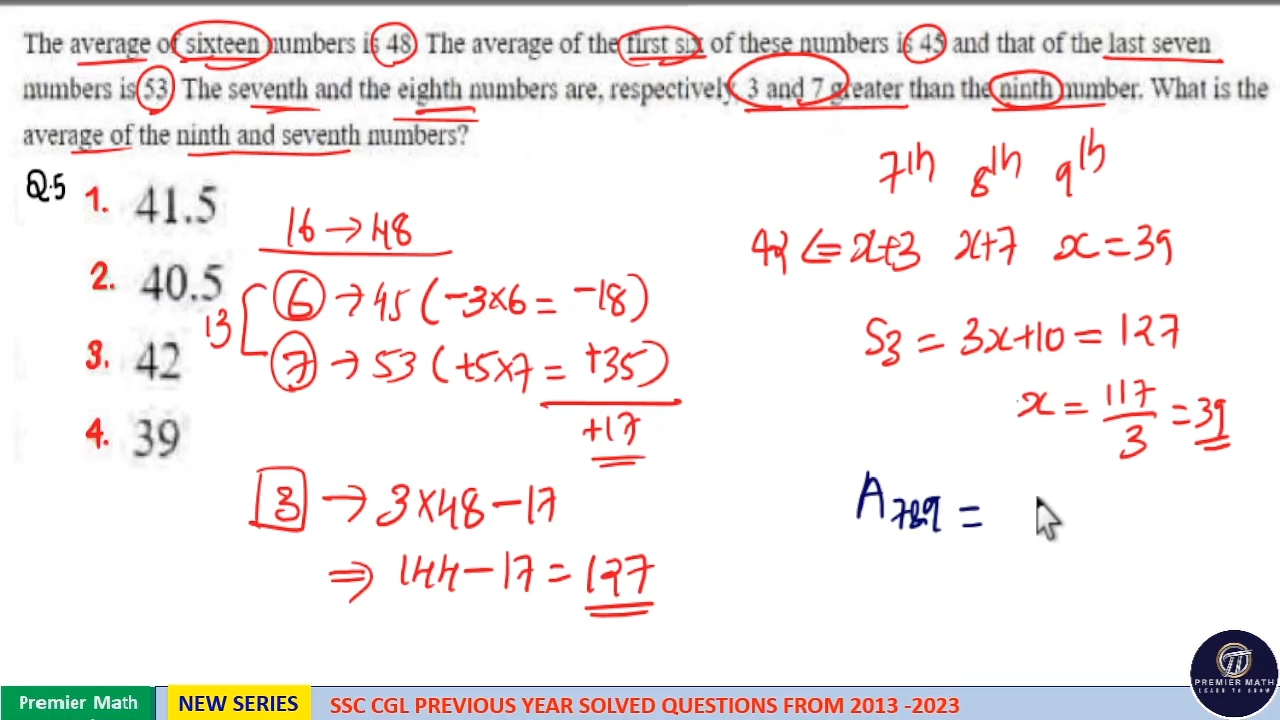 The average of sixteen numbers is 48. The average of the first six of these numbers is 45 and that of the last seven
numbers is 53. The seventh and the eighth numbers are, respectively, 3 and 7 greater than the ninth number. What is the
average of the ninth and seventh numbers?
Q.5
1. 41.5
2. 40.5
3. 42
4. 39
16 → 48
13
6 → 45 (-3×6 = -18)
7 → 53 (+5×7 = +35)
+17
3 → 3×48-17
⇒ 144-17 = 127
7th 8th 9th
42 <= x+3 x+7 x = 39
S3 = 3x+10 = 127
x = 117/3 = 39
A789 =
PREMIER MATH
LEARN TO GROW
Premier Math
NEW SERIES
SSC CGL PREVIOUS YEAR SOLVED QUESTIONS FROM 2013 -2023